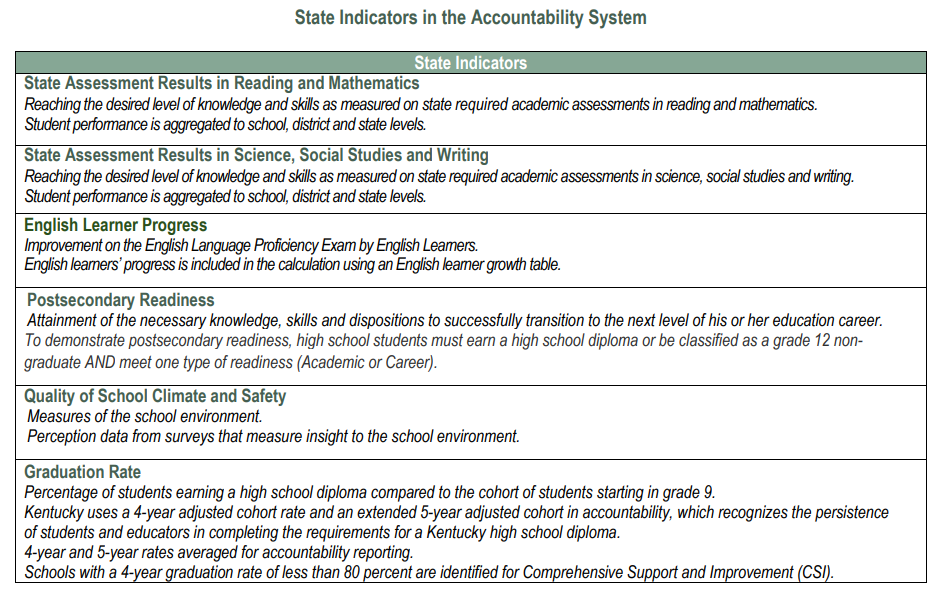 State Indicators in the Accountability System
State Indicators
State Assessment Results in Reading and Mathematics
Reaching the desired level of knowledge and skills as measured on state required academic assessments in reading and mathematics.
Student performance is aggregated to school, district and state levels.
State Assessment Results in Science, Social Studies and Writing
Reaching the desired level of knowledge and skills as measured on state required academic assessments in science, social studies and writing.
Student performance is aggregated to school, district and state levels.
English Learner Progress
Improvement on the English Language Proficiency Exam by English Learners.
English learners’ progress is included in the calculation using an English learner growth table.
Postsecondary Readiness
Attainment of the necessary knowledge, skills and dispositions to successfully transition to the next level of his or her education career.
To demonstrate postsecondary readiness, high school students must earn a high school diploma or be classified as a grade 12 non-
graduate AND meet one type of readiness (Academic or Career).
Quality of School Climate and Safety
Measures of the school environment.
Perception data from surveys that measure insight to the school environment.
Graduation Rate
Percentage of students earning a high school diploma compared to the cohort of students starting in grade 9.
Kentucky uses a 4-year adjusted cohort rate and an extended 5-year adjusted cohort in accountability, which recognizes the persistence
of students and educators in completing the requirements for a Kentucky high school diploma.
4-year and 5-year rates averaged for accountability reporting.
Schools with a 4-year graduation rate of less than 80 percent are identified for Comprehensive Support and Improvement (CSI).